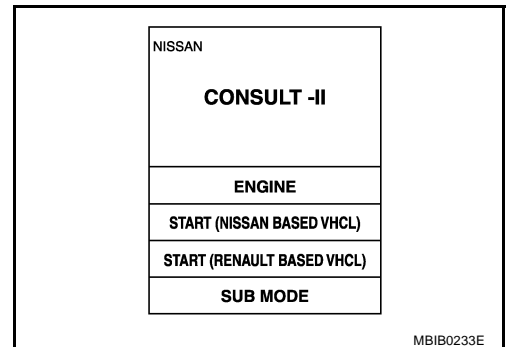 NISSAN
CONSULT -II
ENGINE
START (NISSAN BASED VHCL)
START (RENAULT BASED VHCL)
SUB MODE
MBIB0233E